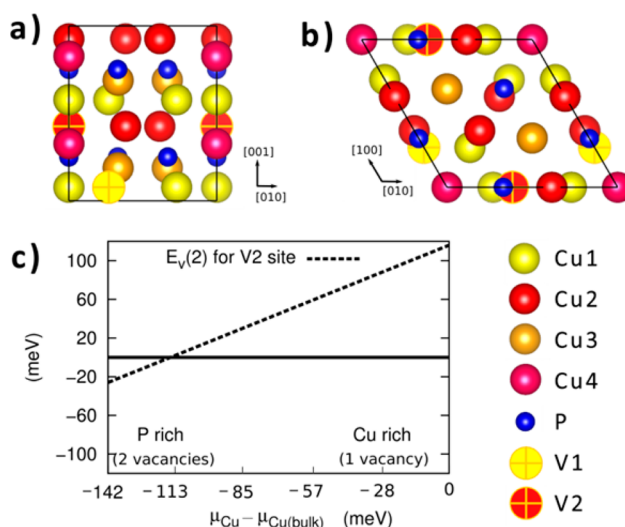 a) b)
[001]
[010]
[100]
[010]
c)
E_v(2) for V2 site
100
60
20
−20
−60
−100
(meV)
P rich
(2 vacancies)
Cu rich
(1 vacancy)
−142 −113 −85 −57 −28 0
μ_Cu − μ_Cu(bulk) (meV)
Cu1
Cu2
Cu3
Cu4
P
V1
V2